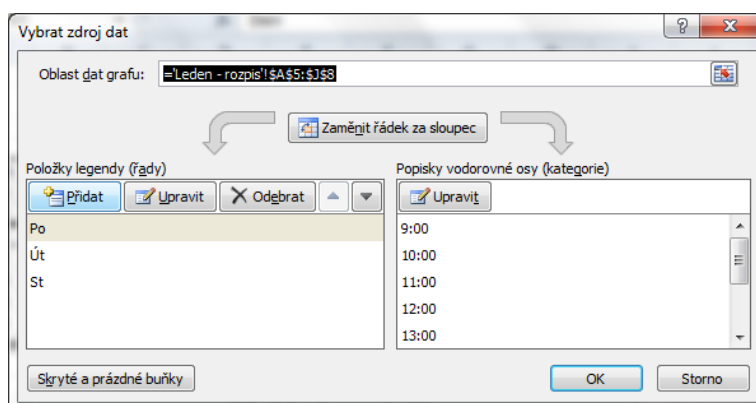 Vybrat zdroj dat
Oblast dat grafu: ='Leden - rozpis'!$A$5:$J$8
Zaměnit řádek za sloupec
Položky legendy (řady)
Přidat Upravit Odebrat
Po
Út
St
Popisky vodorovné osy (kategorie)
Upravit
9:00
10:00
11:00
12:00
13:00
Skryté a prázdné buňky
OK Storno